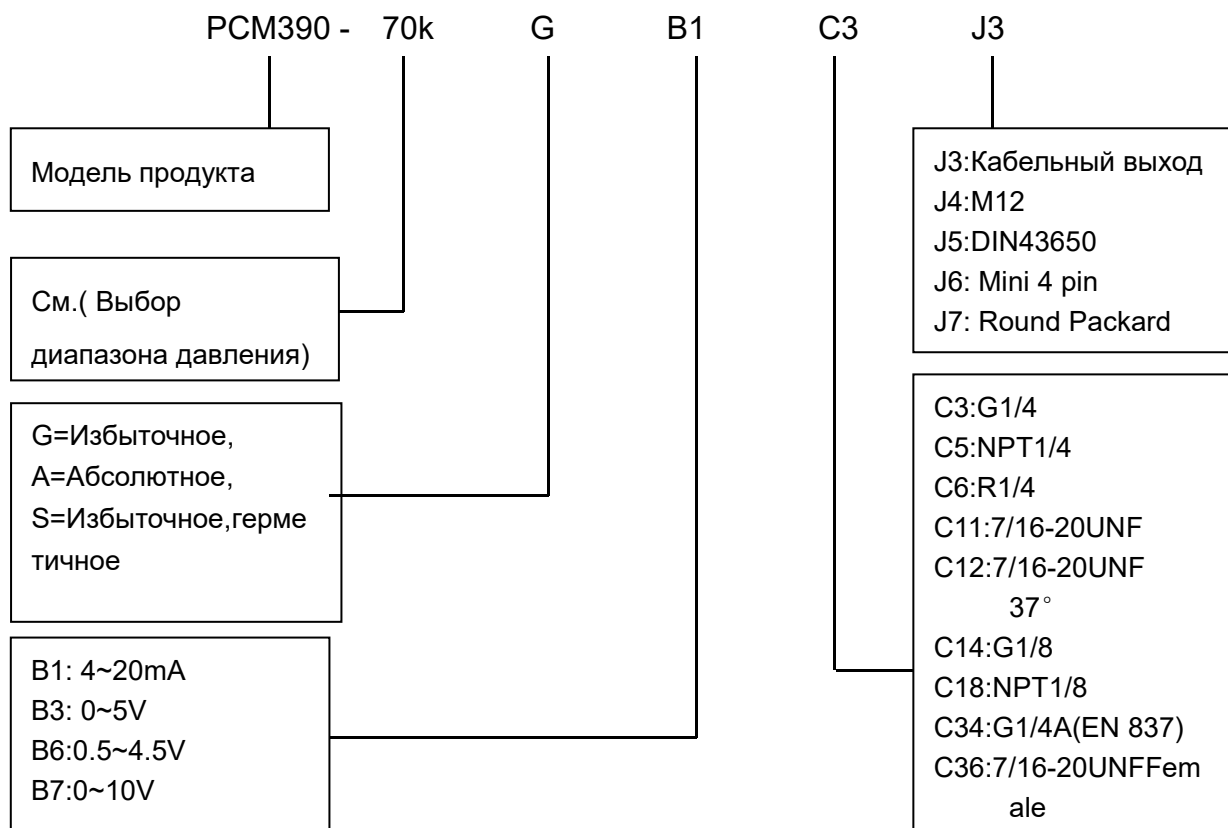 PCM390 - 70k G B1 C3 J3
Модель продукта
См.( Выбор
диапазона давления)
G=Избыточное,
A=Абсолютное,
S=Избыточное,герме
тичное
B1: 4~20mA
B3: 0~5V
B6:0.5~4.5V
B7:0~10V
J3:Кабельный выход
J4:M12
J5:DIN43650
J6: Mini 4 pin
J7: Round Packard
C3:G1/4
C5:NPT1/4
C6:R1/4
C11:7/16-20UNF
C12:7/16-20UNF
37°
C14:G1/8
C18:NPT1/8
C34:G1/4A(EN 837)
C36:7/16-20UNFFem
ale